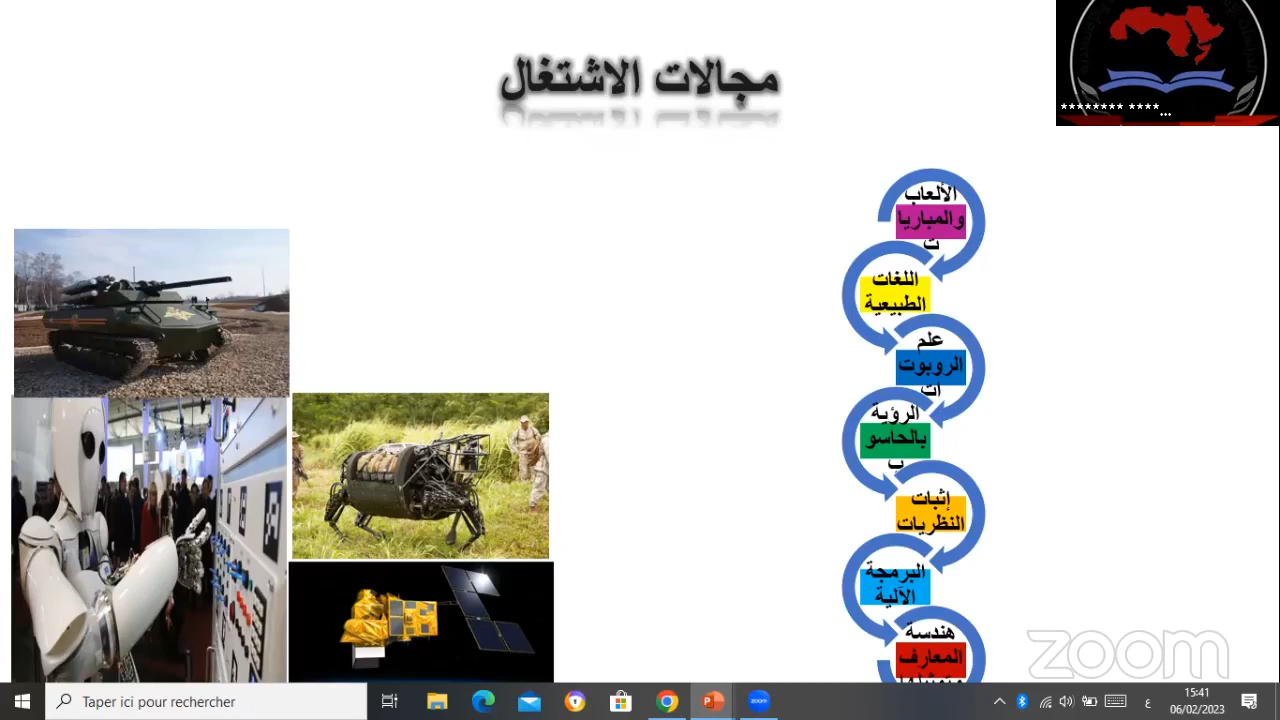 مجالات الاشتغال
******** ****...
الألعاب
والمباريا
ت
اللغات
الطبيعية
علم
الروبوت
ات
الرؤية
بالحاسو
ب
إثبات
النظريات
البرمجة
الآلية
هندسة
المعارف
zoom
Taper ici pour rechercher
zoom
ع
15:41
06/02/2023